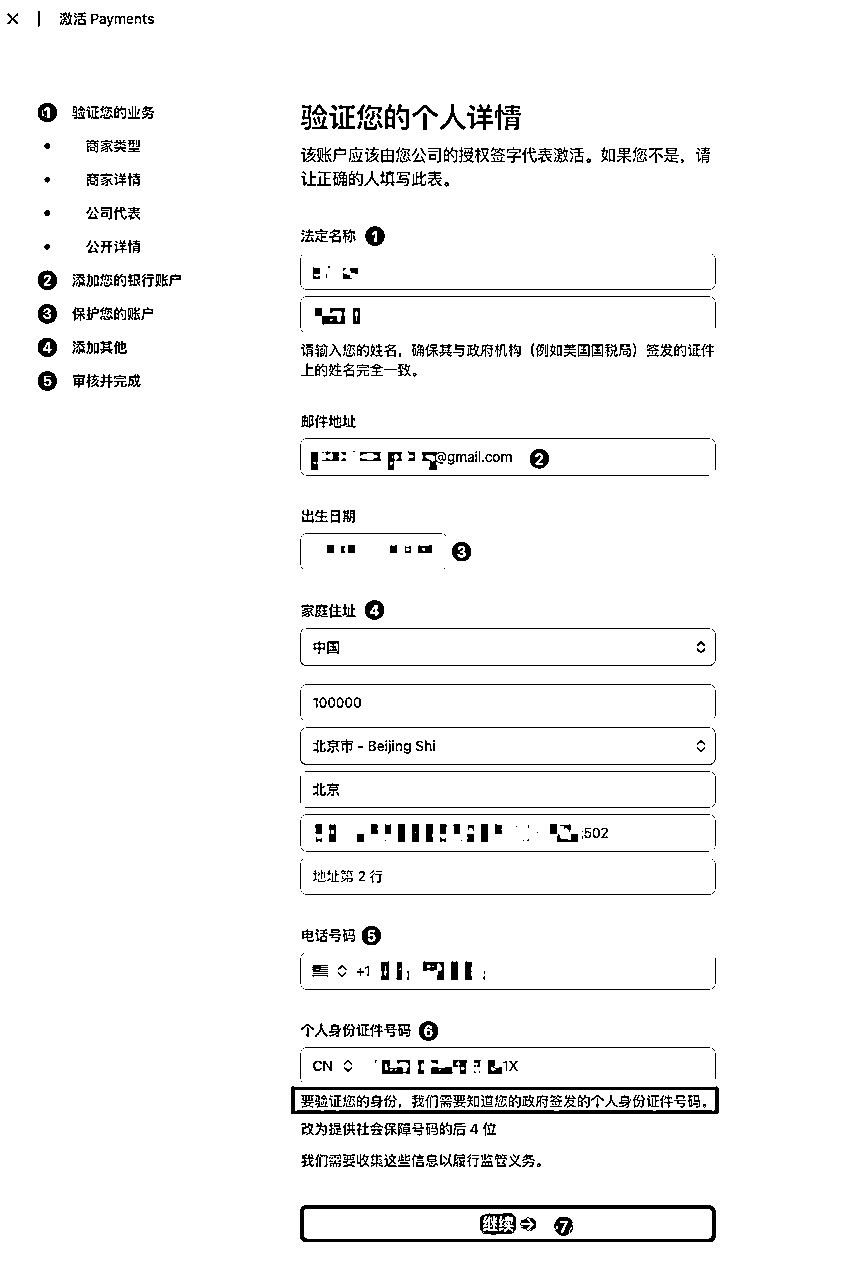 激活 Payments
1 验证您的业务
商家类型
商家详情
公司代表
公开详情
2 添加您的银行账户
3 保护您的账户
4 添加其他
5 审核并完成
验证您的个人详情
该账户应该由您公司的授权签字代表激活。如果您不是，请
让正确的人填写此表。
法定名称 1
请输入您的姓名，确保其与政府机构（例如美国国税局）签发的证件
上的姓名完全一致。
邮件地址
@gmail.com 2
出生日期
3
家庭住址 4
中国
100000
北京市 - Beijing Shi
北京
502
地址第 2 行
电话号码 5
+1
个人身份证件号码 6
CN 1X
要验证您的身份，我们需要知道您的政府签发的个人身份证件号码。
改为提供社会保障号码的后 4 位
我们需要收集这些信息以履行监管义务。
继续 → 7